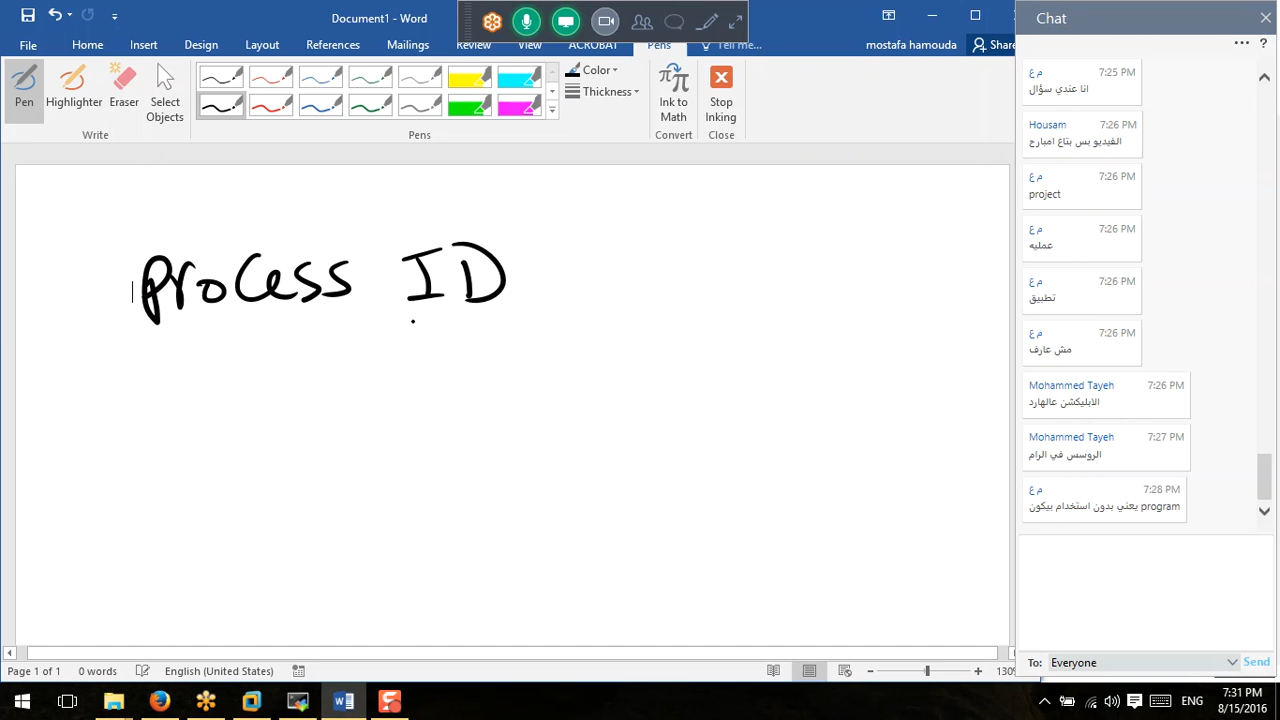 Document1 - Word
File
Home
Insert
Design
Layout
References
Mailings
Review
View
ACROBAT
Pens
Tell me...
mostafa hamouda
Share
Pen
Highlighter
Eraser
Select
Objects
Write
Color
Thickness
Pens
Ink to
Math
Convert
Stop
Inking
Close
process ID
Page 1 of 1
0 words
English (United States)
130%
Chat
... ?
م ع 7:25 PM
انا عندي سؤال
Housam 7:26 PM
الفيديو بس بتاع امبارح
م ع 7:26 PM
project
م ع 7:26 PM
عمليه
م ع 7:26 PM
تطبيق
م ع 7:26 PM
مش عارف
Mohammed Tayeh 7:26 PM
الابليكشن عالهارد
Mohammed Tayeh 7:27 PM
الروسس في الرام
م ع 7:28 PM
يعني بدون استخدام بيكون program
To: Everyone
Send
ENG
7:31 PM
8/15/2016